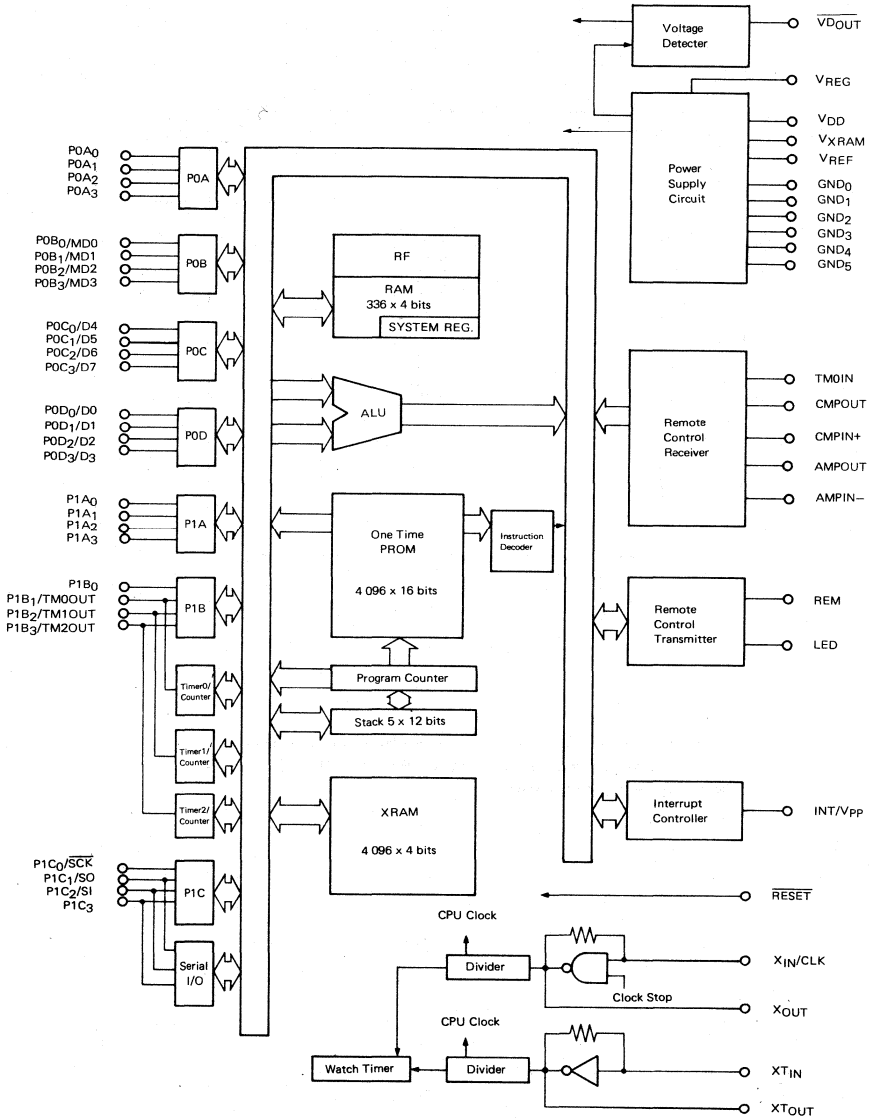 Voltage
Detecter
VDOUT
VREG
Power
Supply
Circuit
VDD
VXRAM
VREF
GND0
GND1
GND2
GND3
GND4
GND5
P0A0
P0A1
P0A2
P0A3
P0A
P0B0/MD0
P0B1/MD1
P0B2/MD2
P0B3/MD3
P0B
P0C0/D4
P0C1/D5
P0C2/D6
P0C3/D7
P0C
P0D0/D0
P0D1/D1
P0D2/D2
P0D3/D3
P0D
P1A0
P1A1
P1A2
P1A3
P1A
P1B0
P1B1/TM0OUT
P1B2/TM1OUT
P1B3/TM2OUT
P1B
Timer0/
Counter
Timer1/
Counter
Timer2/
Counter
P1C0/SCK
P1C1/SO
P1C2/SI
P1C3
P1C
Serial
I/O
RF
RAM
336 x 4 bits
SYSTEM REG.
ALU
One Time
PROM
4 096 x 16 bits
Instruction
Decoder
Program Counter
Stack 5 x 12 bits
XRAM
4 096 x 4 bits
Remote
Control
Receiver
TM0IN
CMPOUT
CMPIN+
AMPOUT
AMPIN−
Remote
Control
Transmitter
REM
LED
Interrupt
Controller
INT/VPP
RESET
CPU Clock
Divider
Clock Stop
XIN/CLK
XOUT
CPU Clock
Watch Timer
Divider
XTIN
XTOUT